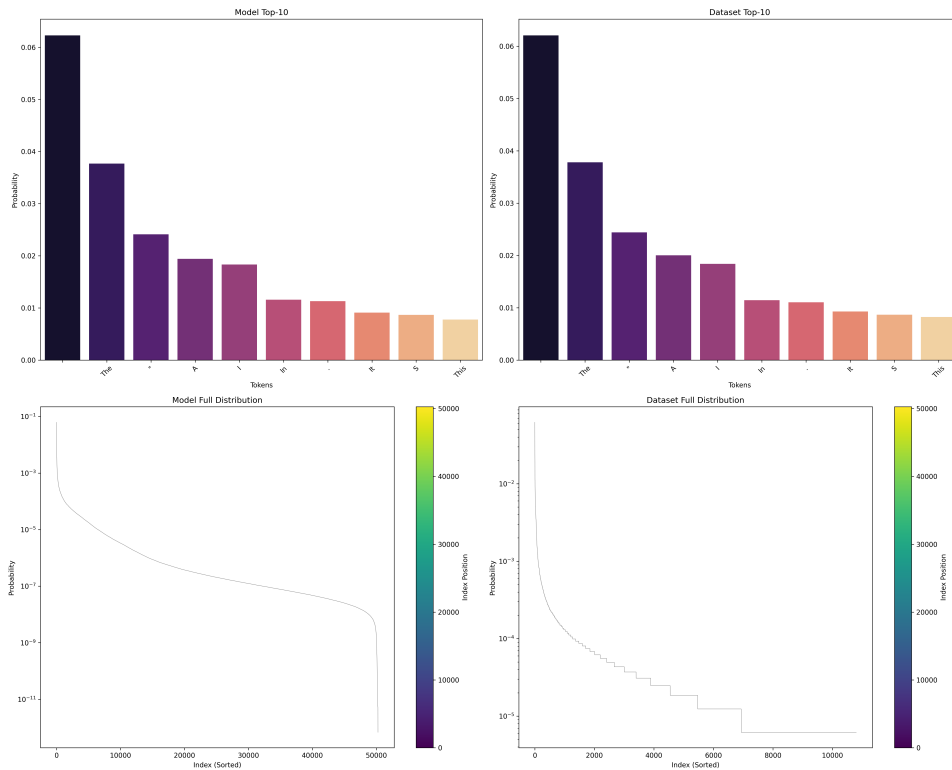 Model Top-10
Probability
0.06
0.05
0.04
0.03
0.02
0.01
0.00
The
"
A
I
In
.
It
S
This
Tokens
Dataset Top-10
Probability
0.06
0.05
0.04
0.03
0.02
0.01
0.00
The
"
A
I
In
.
It
S
This
Tokens
Model Full Distribution
Probability
10⁻¹
10⁻³
10⁻⁵
10⁻⁷
10⁻⁹
10⁻¹¹
0 10000 20000 30000 40000 50000
Index (Sorted)
50000
40000
30000
20000
10000
0
Index Position
Dataset Full Distribution
Probability
10⁻²
10⁻³
10⁻⁴
10⁻⁵
0 2000 4000 6000 8000 10000
Index (Sorted)
50000
40000
30000
20000
10000
0
Index Position